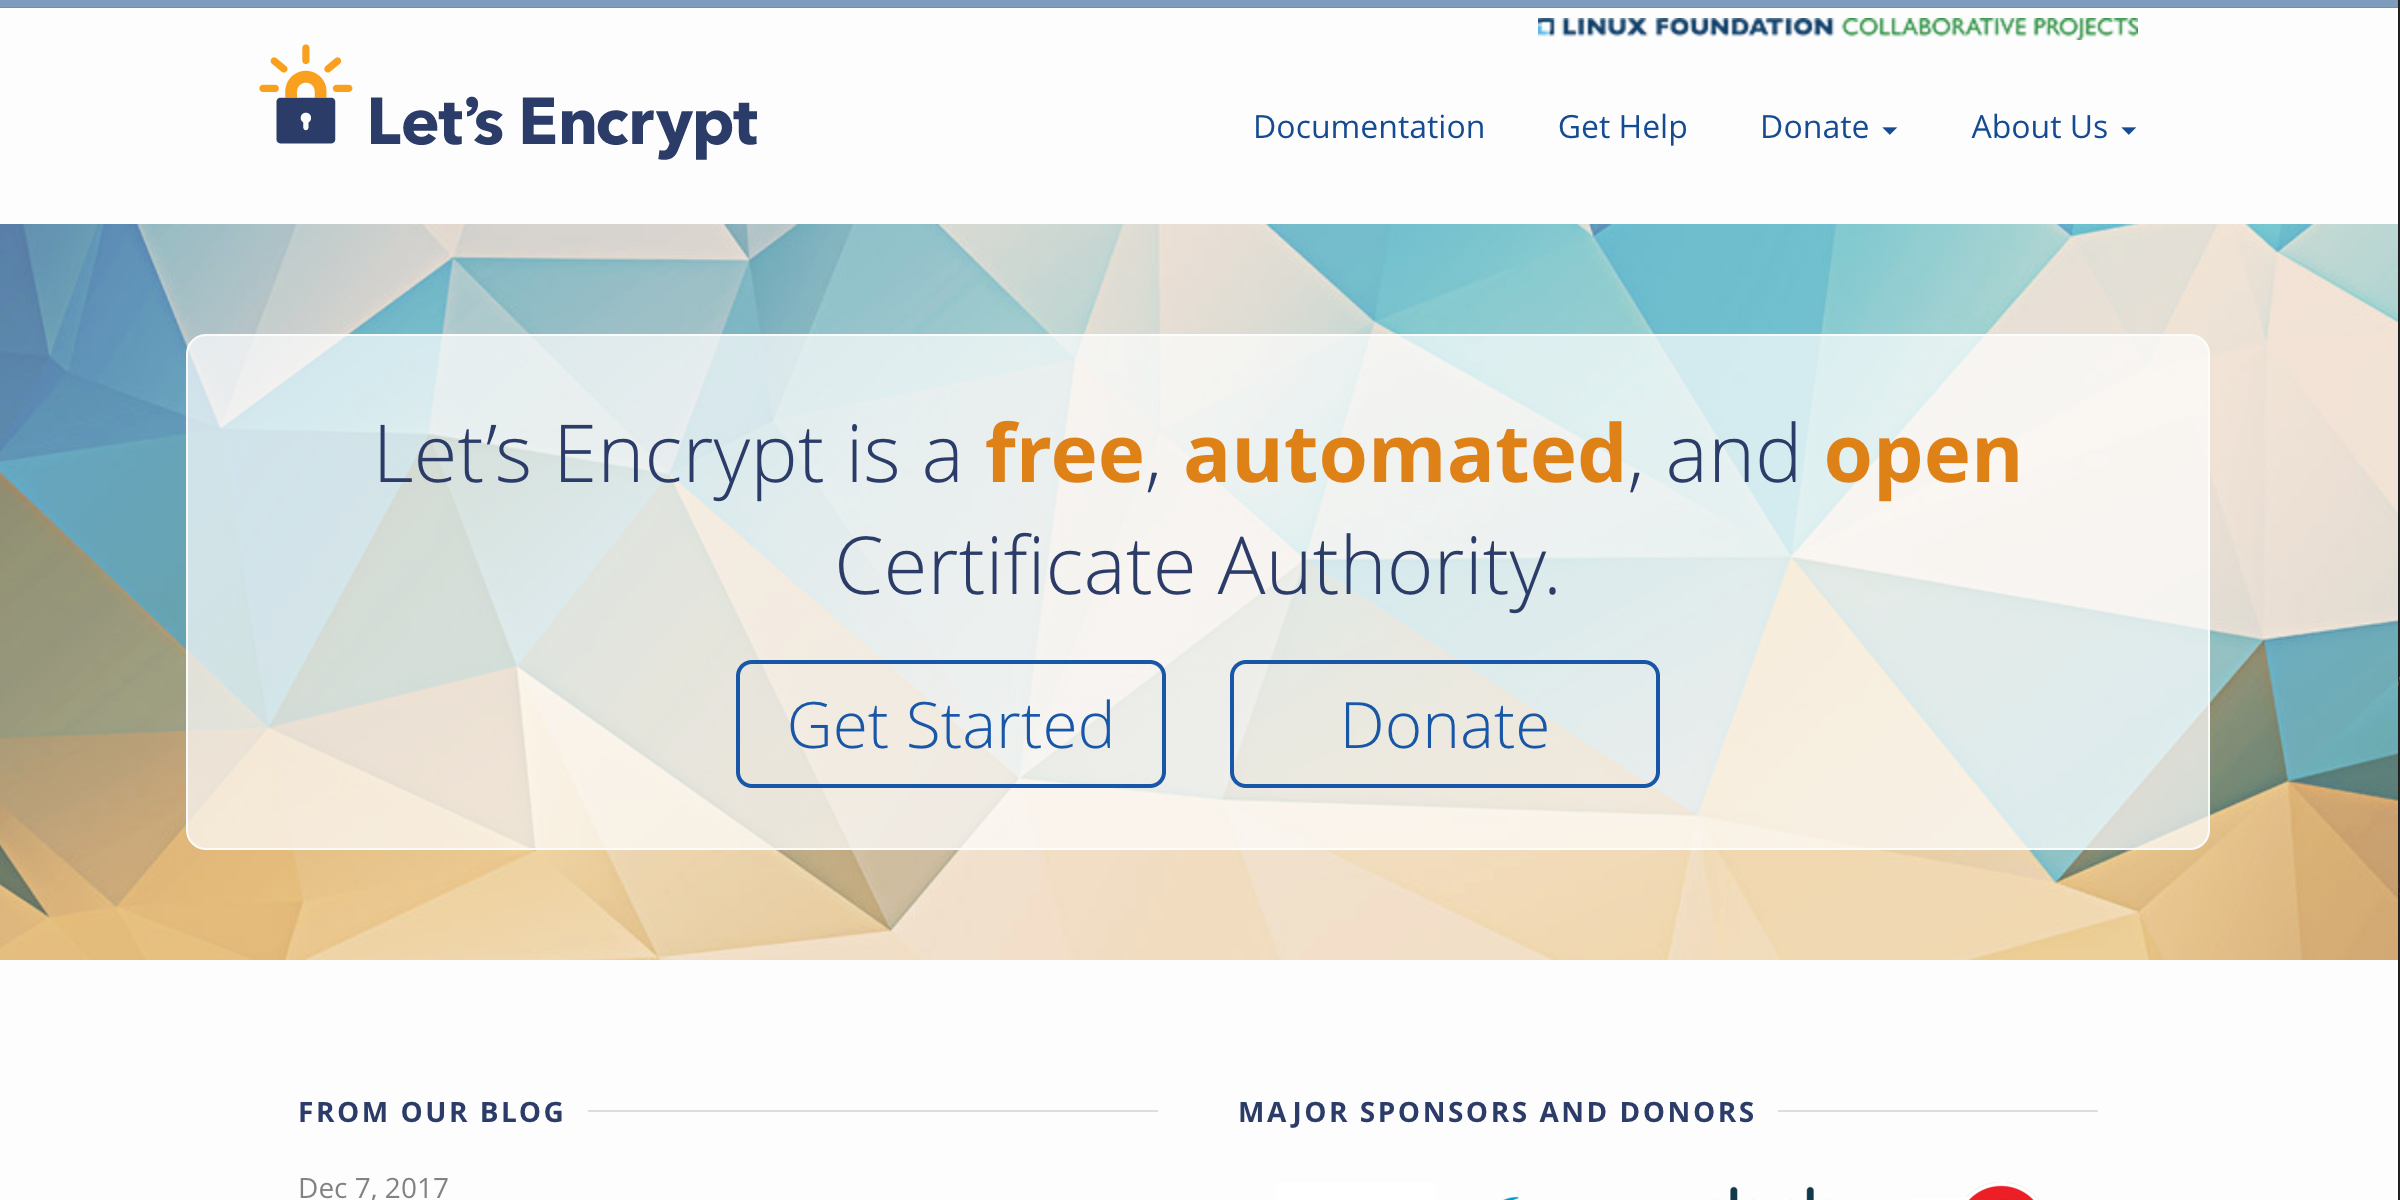 LINUX FOUNDATION COLLABORATIVE PROJECTS
Let's Encrypt
Documentation
Get Help
Donate
About Us
Let’s Encrypt is a free, automated, and open
Certificate Authority.
Get Started
Donate
FROM OUR BLOG
Dec 7, 2017
MAJOR SPONSORS AND DONORS